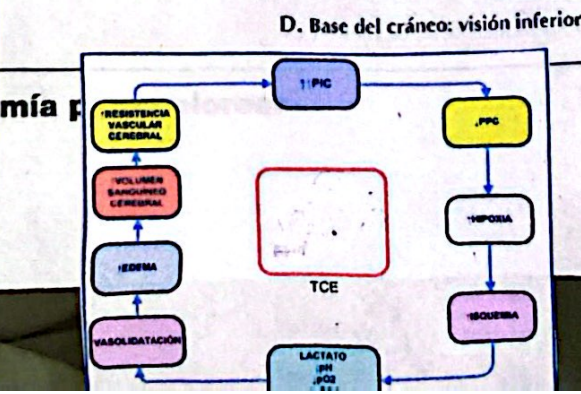 D. Base del cráneo: visión inferior
mía p
↑↑PIC
↑RESISTENCIA
VASCULAR
CEREBRAL
↓PPC
↑VOLUMEN
SANGUINEO
CEREBRAL
↑HIPOXIA
↑EDEMA
TCE
↑ISQUEMIA
VASOLIDATACIÓN
LACTATO
↓pH
↓pO2